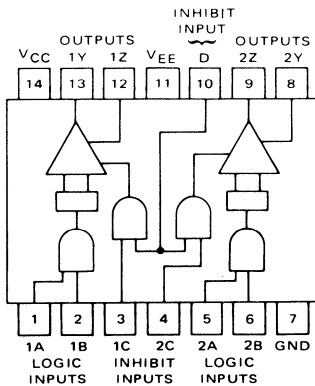 INHIBIT
INPUT
OUTPUTS OUTPUTS
VCC 1Y 1Z VEE D 2Z 2Y
14 13 12 11 10 9 8
1 2 3 4 5 6 7
1A 1B 1C 2C 2A 2B GND
LOGIC INHIBIT LOGIC
INPUTS INPUTS INPUTS